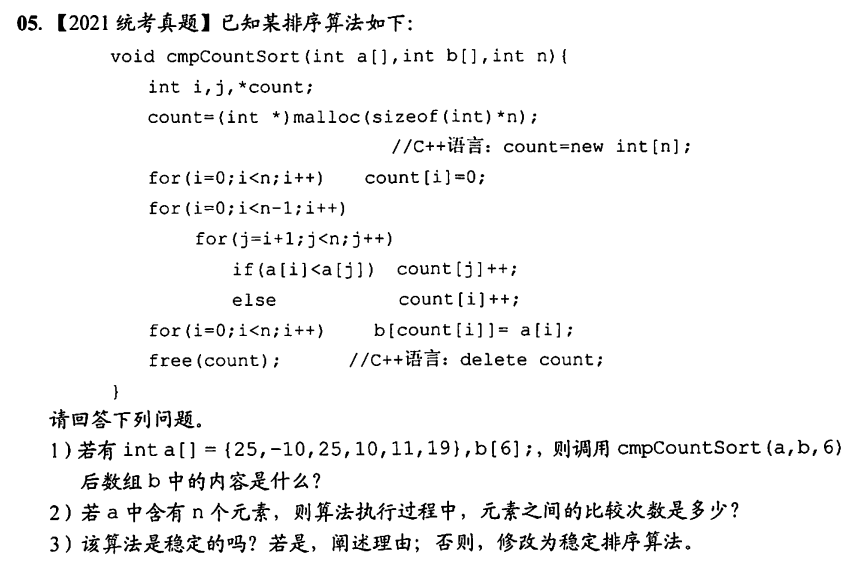 05.【2021 统考真题】已知某排序算法如下：
void cmpCountSort(int a[],int b[],int n){
int i,j,*count;
count=(int *)malloc(sizeof(int)*n);
//C++语言：count=new int[n];
for(i=0;i<n;i++) count[i]=0;
for(i=0;i<n-1;i++)
for(j=i+1;j<n;j++)
if(a[i]<a[j]) count[j]++;
else count[i]++;
for(i=0;i<n;i++) b[count[i]]= a[i];
free(count); //C++语言：delete count;
}
请回答下列问题。
1）若有 int a[] = {25,-10,25,10,11,19},b[6];，则调用 cmpCountSort(a,b,6)
后数组 b 中的内容是什么？
2）若 a 中含有 n 个元素，则算法执行过程中，元素之间的比较次数是多少？
3）该算法是稳定的吗？若是，阐述理由；否则，修改为稳定排序算法。